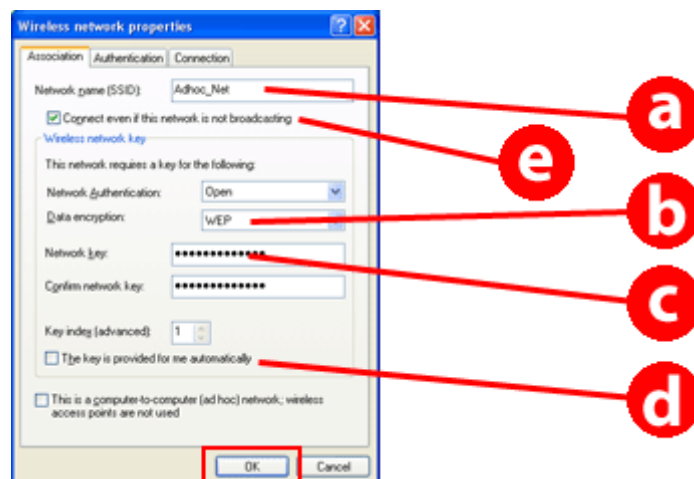 Wireless network properties
Association Authentication Connection
Network name (SSID): Adhoc_Net
a
Connect even if this network is not broadcasting
e
Wireless network key
This network requires a key for the following:
Network Authentication: Open
Data encryption: WEP
b
Network key: •••••••••••••
c
Confirm network key: •••••••••••••
Key index (advanced): 1
The key is provided for me automatically
d
This is a computer-to-computer (ad hoc) network; wireless
access points are not used
OK Cancel